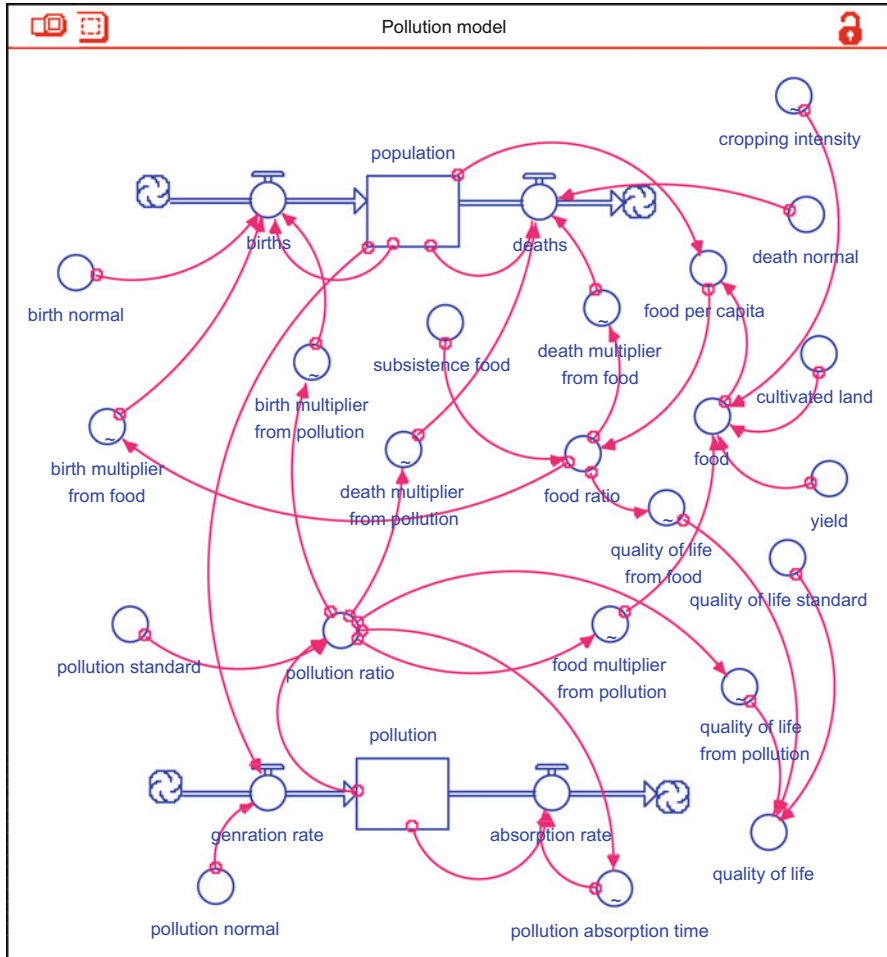 Pollution model
cropping intensity
population
births
deaths
death normal
birth normal
food per capita
subsistence food
death multiplier
from food
cultivated land
birth multiplier
from pollution
birth multiplier
from food
death multiplier
from pollution
food ratio
food
yield
quality of life
from food
quality of life standard
pollution standard
pollution ratio
food multiplier
from pollution
quality of life
from pollution
pollution
genration rate
absorption rate
quality of life
pollution normal
pollution absorption time